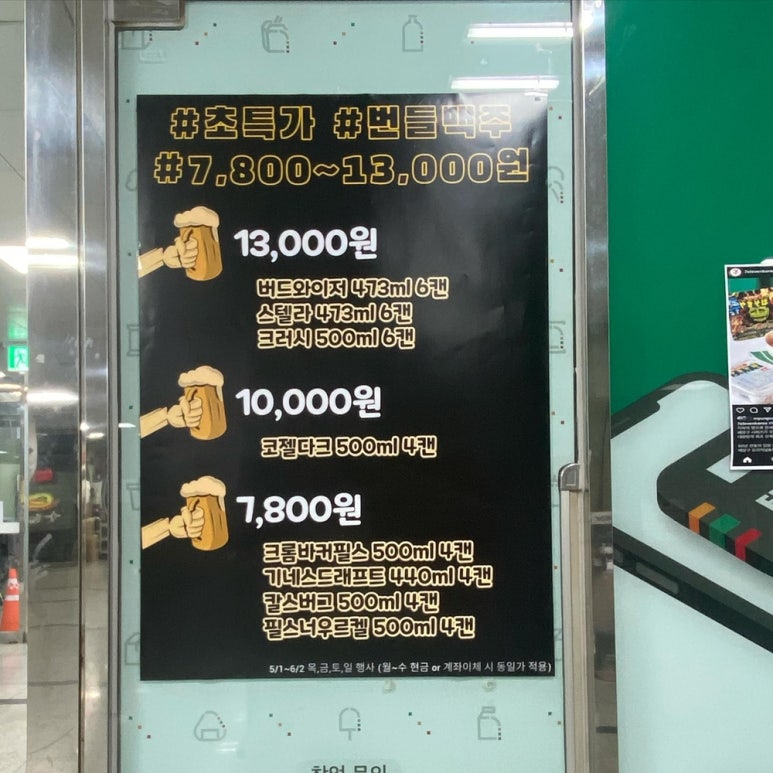 #초특가 #번들맥주
#7,800~13,000원
13,000원
버드와이저 473ml 6캔
스텔라 473ml 6캔
크러시 500ml 6캔
10,000원
코젤다크 500ml 4캔
7,800원
크롬바커필스 500ml 4캔
기네스드래프트 440ml 4캔
칼스버그 500ml 4캔
필스너우르켈 500ml 4캔
5/1~6/2 목,금,토,일 행사 (월~수 현금 or 계좌이체 시 동일가 적용)
창업 문의